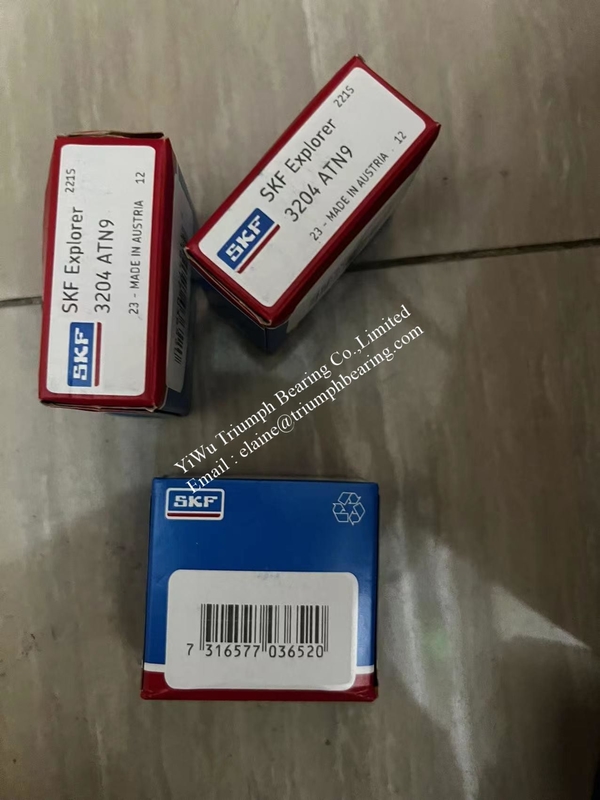 SKF Explorer 2215
3204 ATN9
23 - MADE IN AUSTRIA 12
SKF
SKF Explorer 2215
3204 ATN9
23 - MADE IN AUSTRIA . 12
SKF
YiWu Triumph Bearing Co.,Limited
Email : elaine@triumphbearing.com
SKF
7 316577 036520